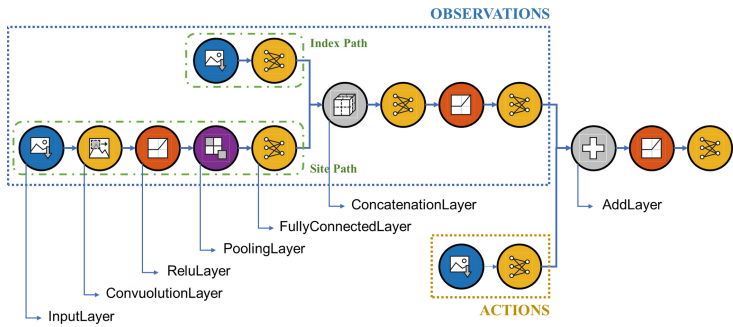 OBSERVATIONS
Index Path
Site Path
ConcatenationLayer
AddLayer
FullyConnectedLayer
PoolingLayer
ReluLayer
ConvuolutionLayer
InputLayer
ACTIONS